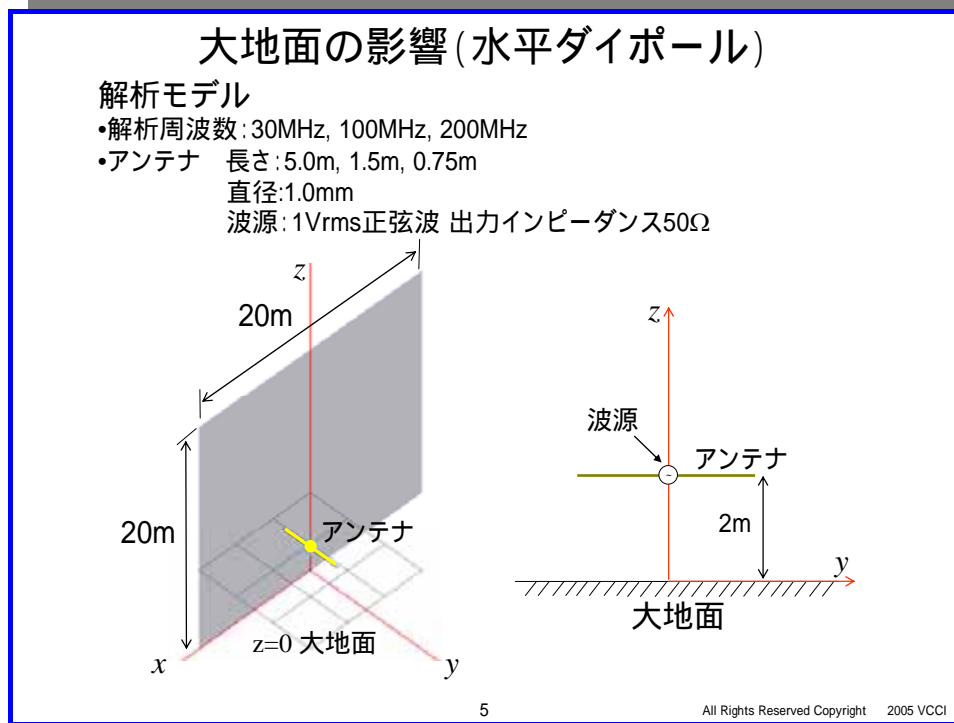 大地面の影響(水平ダイポール)
解析モデル
•解析周波数:30MHz, 100MHz, 200MHz
•アンテナ 長さ:5.0m, 1.5m, 0.75m
直径:1.0mm
波源:1Vrms正弦波 出力インピーダンス50Ω
z
20m
20m
アンテナ
z=0 大地面
x
y
z
波源
~
アンテナ
2m
y
大地面
5
All Rights Reserved Copyright 2005 VCCI